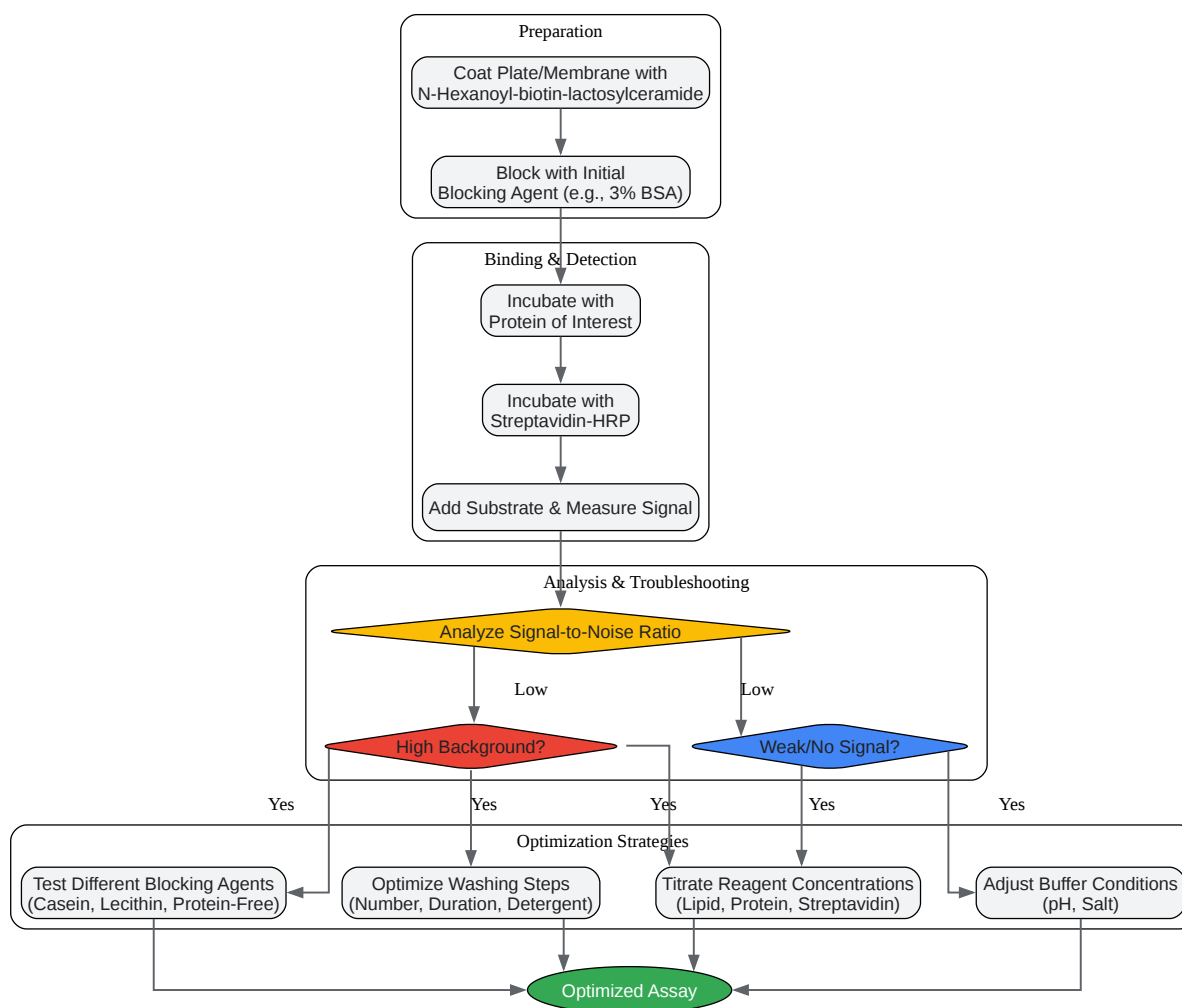 Preparation
Coat Plate/Membrane with
N-Hexanoyl-biotin-lactosylceramide
Block with Initial
Blocking Agent (e.g., 3% BSA)
Binding & Detection
Incubate with
Protein of Interest
Incubate with
Streptavidin-HRP
Add Substrate & Measure Signal
Analysis & Troubleshooting
Analyze Signal-to-Noise Ratio
Low
Low
High Background?
Weak/No Signal?
Yes
Yes
Yes
Yes
Yes
Optimization Strategies
Test Different Blocking Agents
(Casein, Lecithin, Protein-Free)
Optimize Washing Steps
(Number, Duration, Detergent)
Titrate Reagent Concentrations
(Lipid, Protein, Streptavidin)
Adjust Buffer Conditions
(pH, Salt)
Optimized Assay